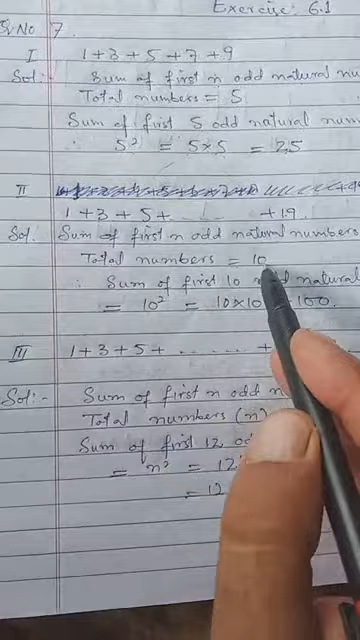 Exercise: 6.1
Sr No 7.
I 1+3+5+7+9
Sol:- Sum of first n odd natural
Total numbers = 5
Sum of first 5 odd natural
∴ 5² = 5×5 = 25
II
1+3+5+ ...... +19.
Sol. Sum of first n odd natural numbers
Total numbers = 10
∴ Sum of first 10 odd natural
= 10² = 10×10 = 100.
III 1+3+5+ ...... +
Sol:- Sum of first n odd
Total numbers (n)
Sum of first 12
= n² = 12
= 12